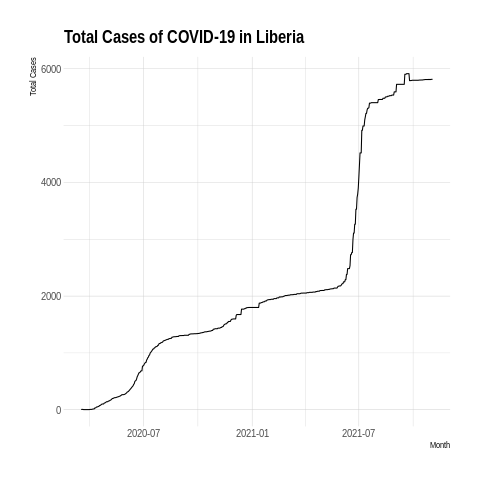 Total Cases of COVID-19 in Liberia
Total Cases
6000
4000
2000
0
2020-07
2021-01
2021-07
Month